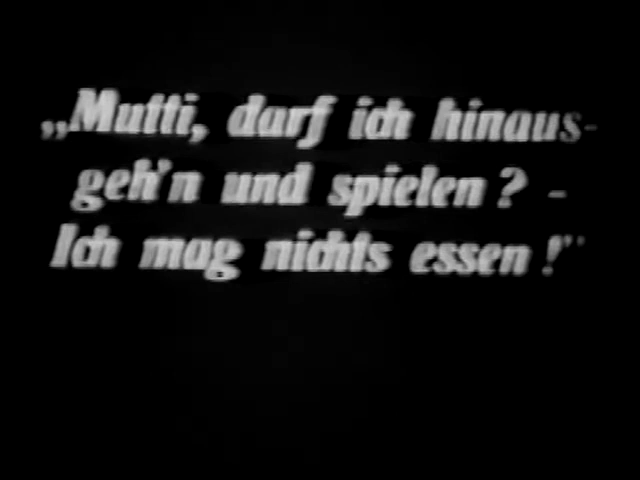 „Mutti, darf ich hinaus-
geh'n und spielen? -
Ich mag nichts essen!"